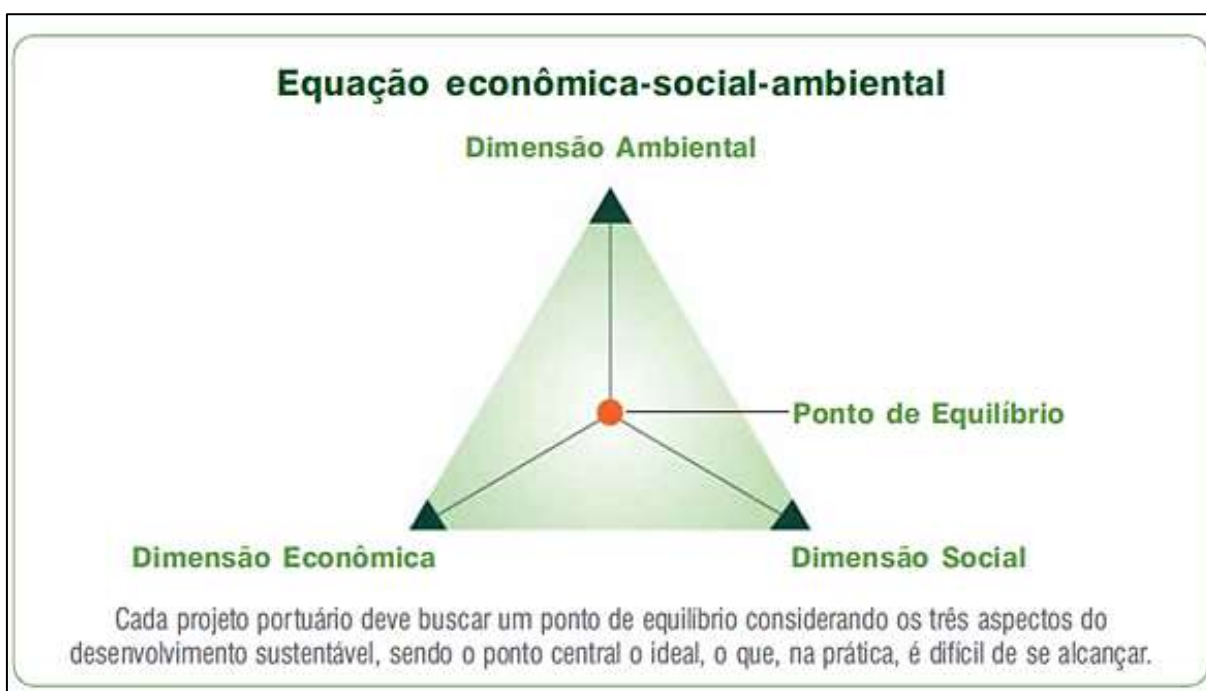 Equação econômica-social-ambiental
Dimensão Ambiental
Ponto de Equilíbrio
Dimensão Econômica
Dimensão Social
Cada projeto portuário deve buscar um ponto de equilíbrio considerando os três aspectos do
desenvolvimento sustentável, sendo o ponto central o ideal, o que, na prática, é difícil de se alcançar.